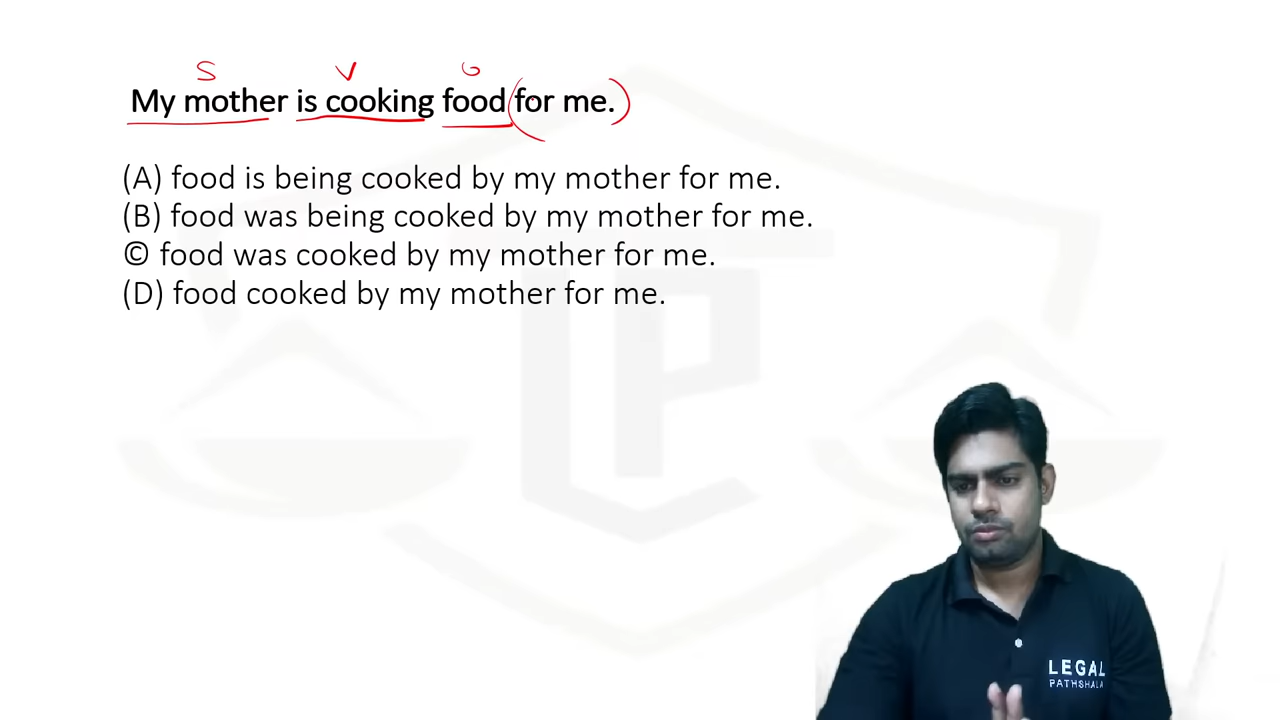 S V O
My mother is cooking food (for me.)
(A) food is being cooked by my mother for me.
(B) food was being cooked by my mother for me.
© food was cooked by my mother for me.
(D) food cooked by my mother for me.
LP
LEGAL
PATHSHALA